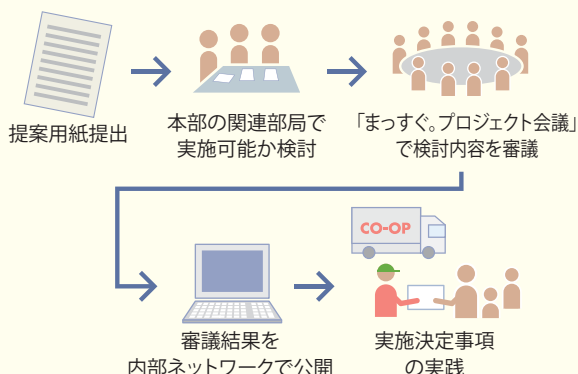 提案用紙提出
本部の関連部局で
実施可能か検討
「まっすぐ。プロジェクト会議」
で検討内容を審議
審議結果を
内部ネットワークで公開
CO-OP
実施決定事項
の実践